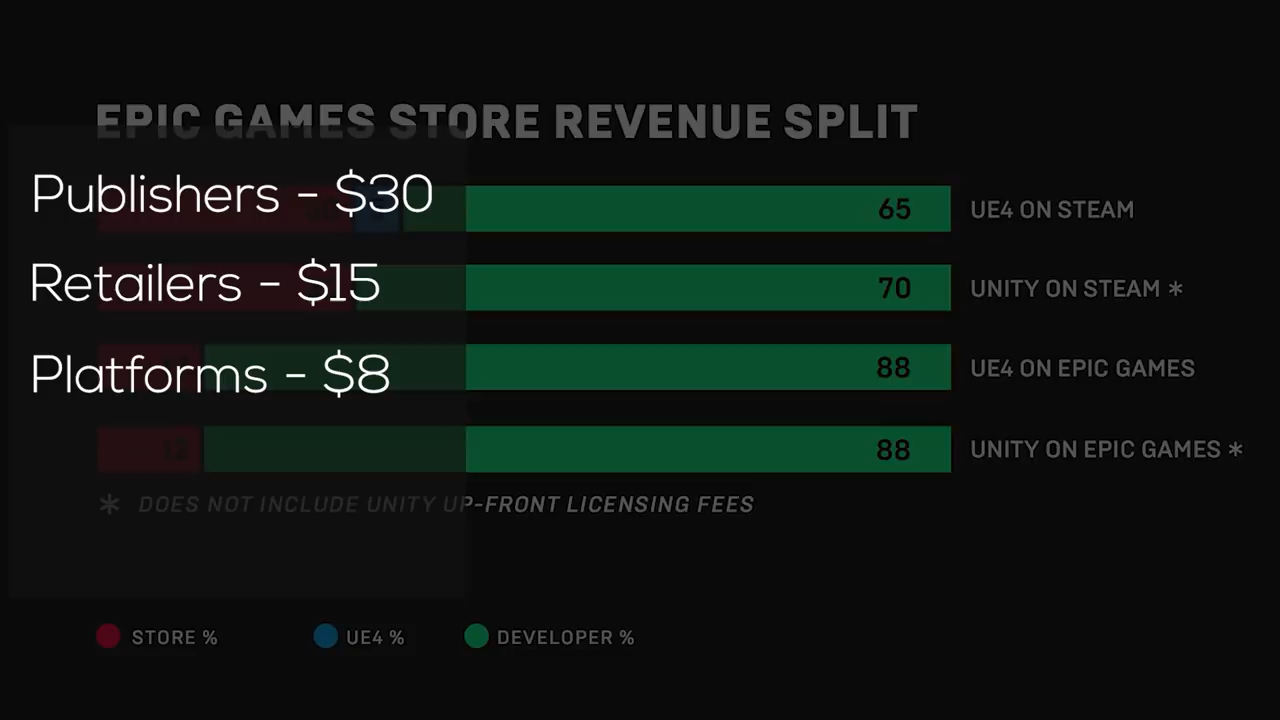 EPIC GAMES STORE REVENUE SPLIT
Publishers - $30
65 UE4 ON STEAM
Retailers - $15
70 UNITY ON STEAM *
Platforms - $8
88 UE4 ON EPIC GAMES
12 88 UNITY ON EPIC GAMES *
* DOES NOT INCLUDE UNITY UP-FRONT LICENSING FEES
STORE % UE4 % DEVELOPER %